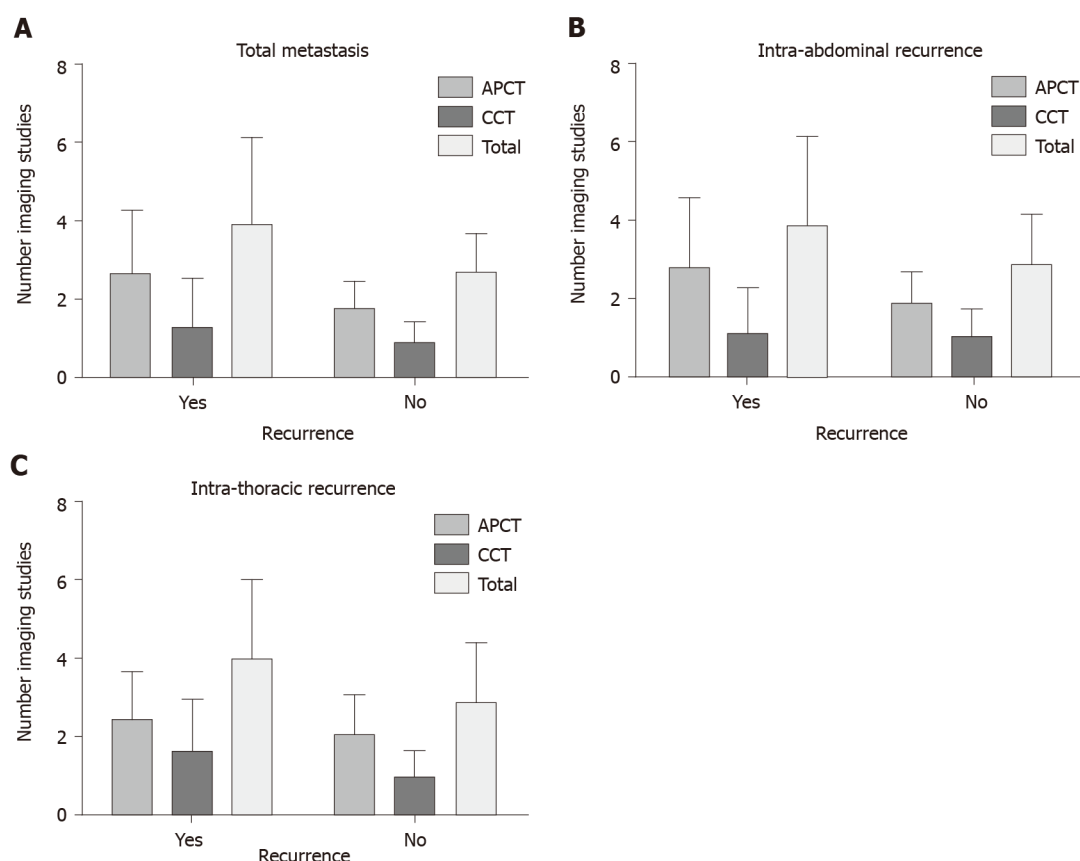 A
Total metastasis
8
6
4
2
0
Number imaging studies
APCT
CCT
Total
Yes
No
Recurrence
B
Intra-abdominal recurrence
8
6
4
2
0
Number imaging studies
APCT
CCT
Total
Yes
No
Recurrence
C
Intra-thoracic recurrence
8
6
4
2
0
Number imaging studies
APCT
CCT
Total
Yes
No
Recurrence